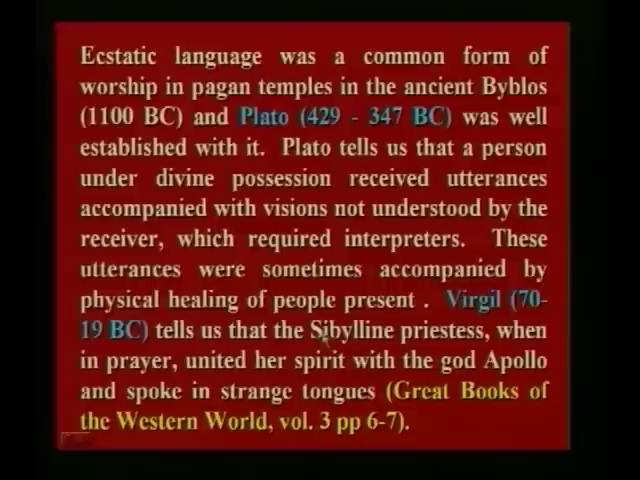 Ecstatic language was a common form of
worship in pagan temples in the ancient Byblos
(1100 BC) and Plato (429 - 347 BC) was well
established with it. Plato tells us that a person
under divine possession received utterances
accompanied with visions not understood by the
receiver, which required interpreters. These
utterances were sometimes accompanied by
physical healing of people present . Virgil (70-
19 BC) tells us that the Sibylline priestess, when
in prayer, united her spirit with the god Apollo
and spoke in strange tongues (Great Books of
the Western World, vol. 3 pp 6-7).